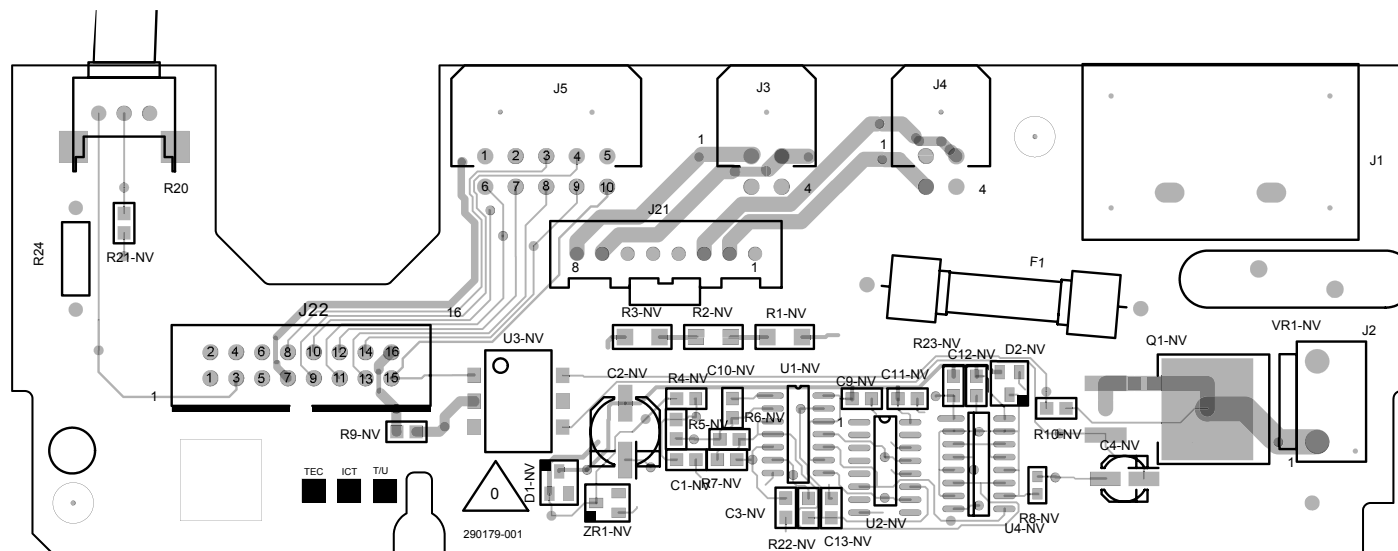 J5
J3
J4
J1
1 2 3 4 5
6 7 8 9 10
1
4
1
4
R20
R24
R21-NV
J21
8
1
F1
J22
16
2 4 6 8 10 12 14 16
1 3 5 7 9 11 13 15
1
R3-NV
R2-NV
R1-NV
U3-NV
C2-NV
R4-NV
C10-NV
U1-NV
C9-NV
C11-NV
R23-NV
C12-NV
D2-NV
Q1-NV
VR1-NV
J2
R5-NV
R6-NV
1
R9-NV
R10-NV
C4-NV
1
TEC
ICT
T/U
0
290179-001
D1-NV
ZR1-NV
C1-NV
R7-NV
C3-NV
R22-NV
C13-NV
U2-NV
R8-NV
U4-NV